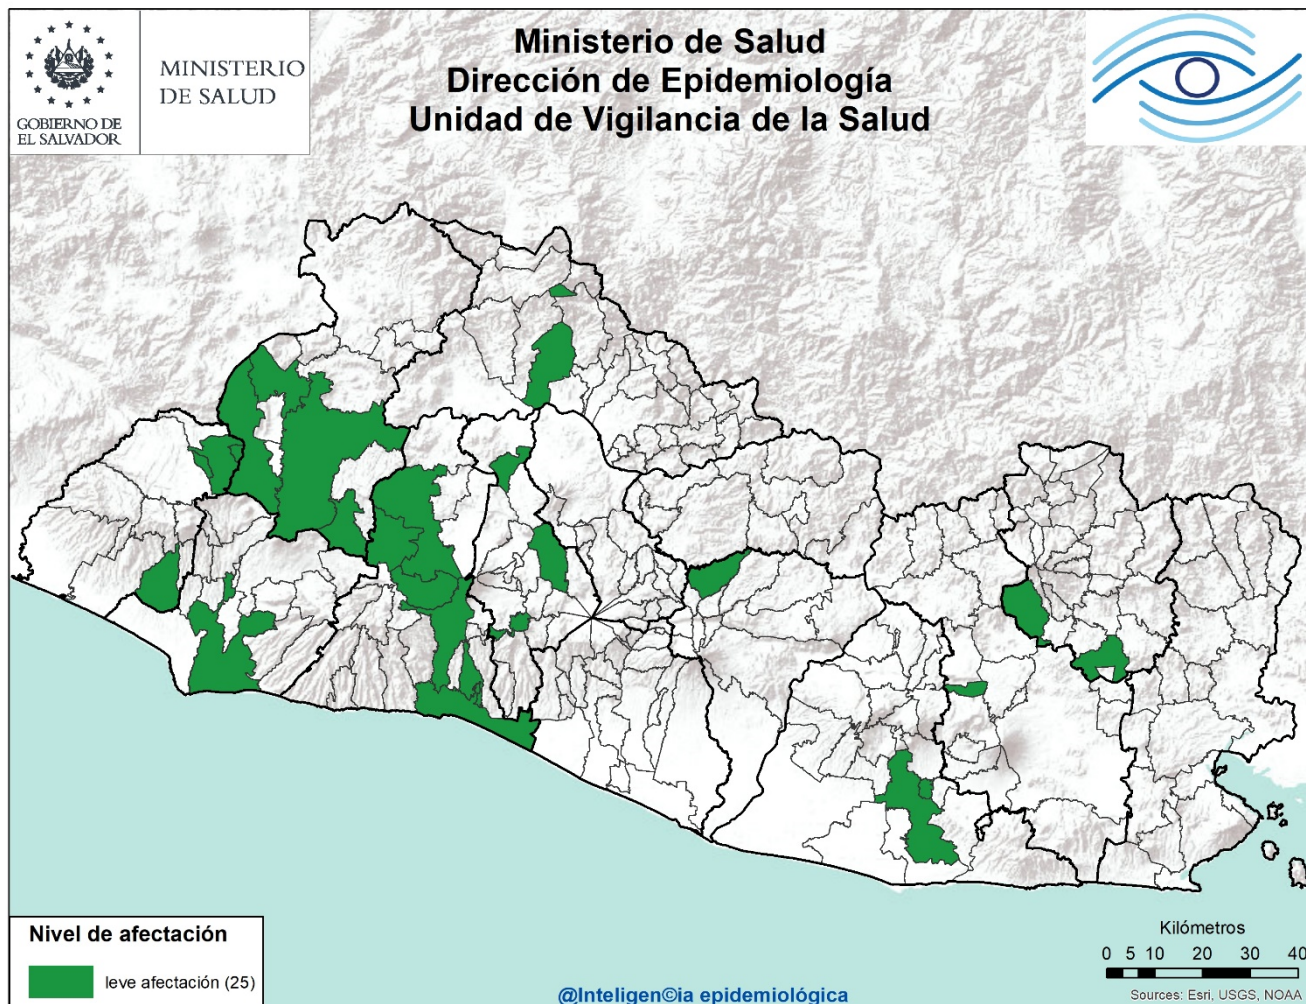 GOBIERNO DE
EL SALVADOR
MINISTERIO
DE SALUD
Ministerio de Salud
Dirección de Epidemiología
Unidad de Vigilancia de la Salud
Nivel de afectación
leve afectación (25)
@Inteligen©ia epidemiológica
Kilómetros
0 5 10 20 30 40
Sources: Esri, USGS, NOAA